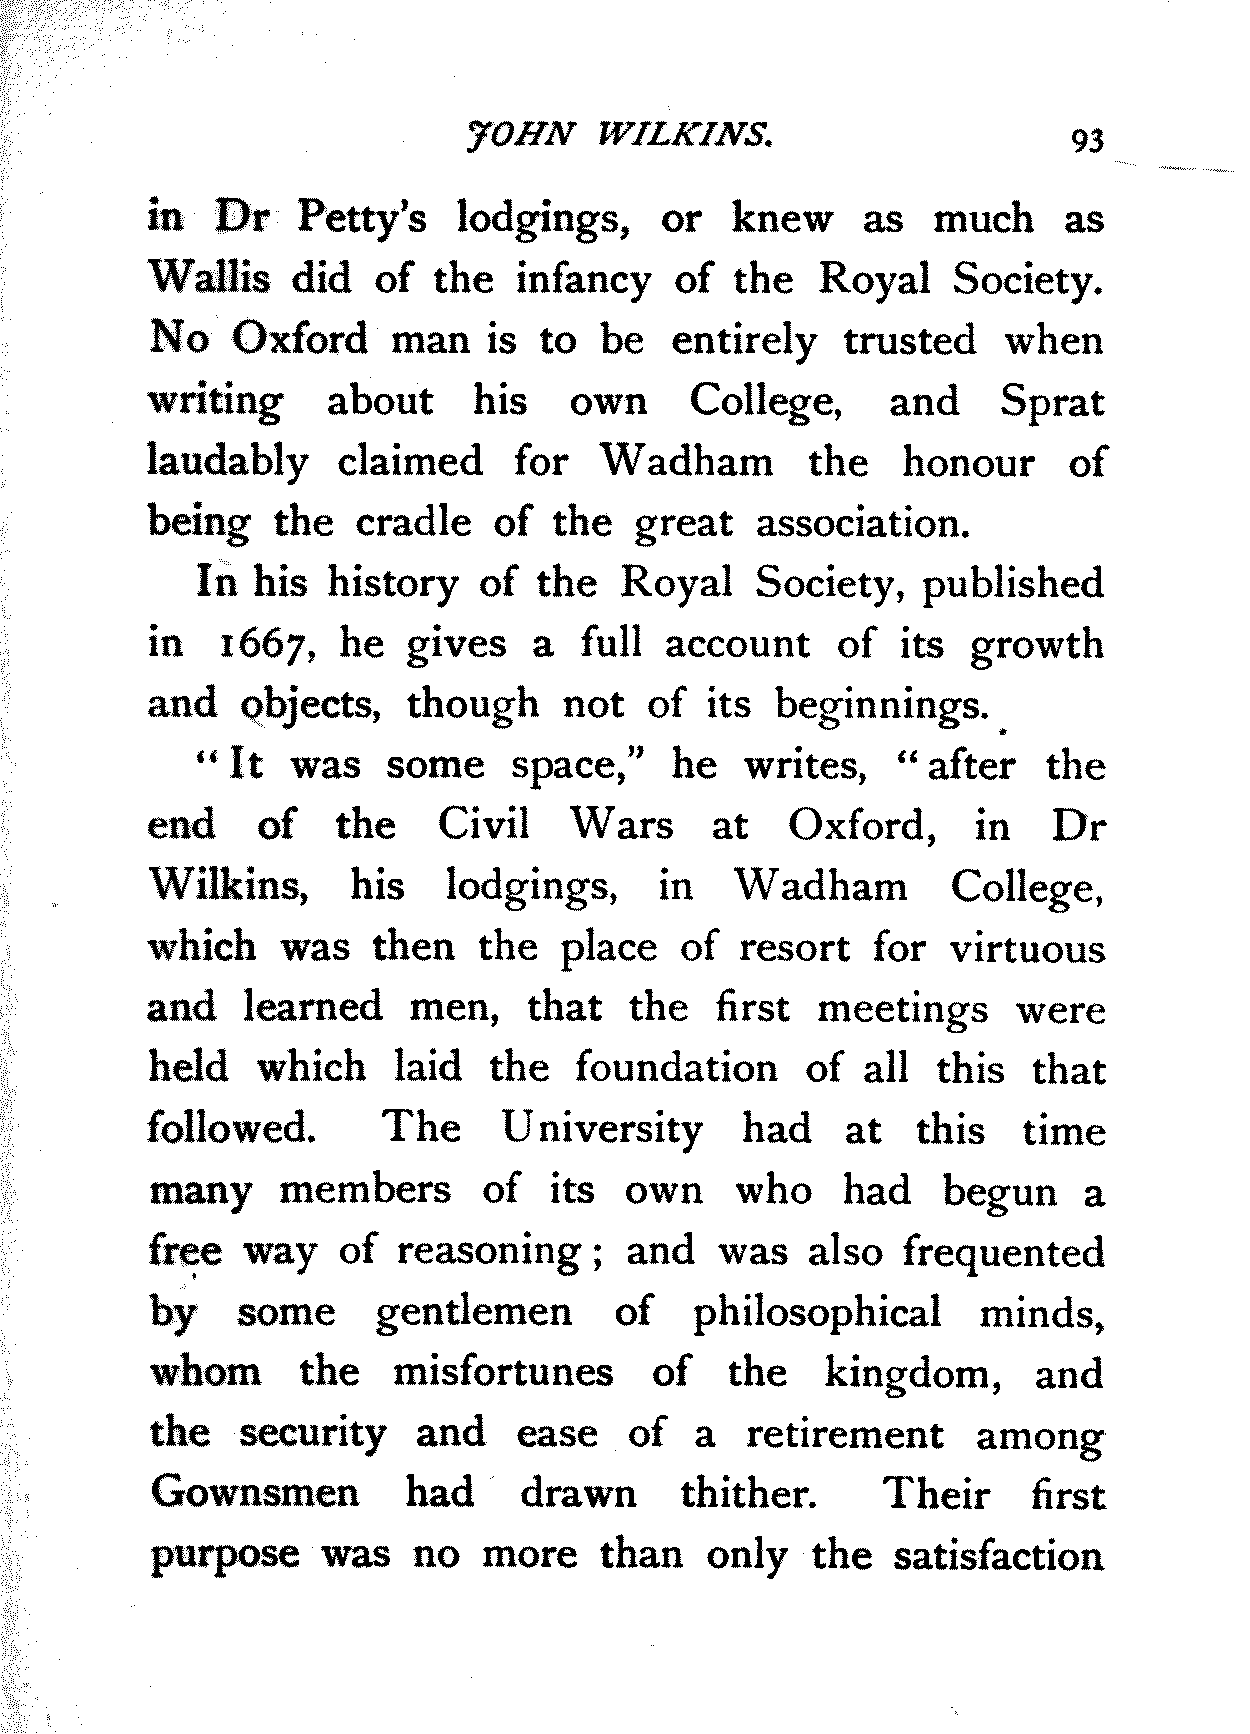 JOHN WILKINS. 93
in Dr Petty's lodgings, or knew as much as
Wallis did of the infancy of the Royal Society.
No Oxford man is to be entirely trusted when
writing about his own College, and Sprat
laudably claimed for Wadham the honour of
being the cradle of the great association.
In his history of the Royal Society, published
in 1667, he gives a full account of its growth
and objects, though not of its beginnings.
"It was some space," he writes, "after the
end of the Civil Wars at Oxford, in Dr
Wilkins, his lodgings, in Wadham College,
which was then the place of resort for virtuous
and learned men, that the first meetings were
held which laid the foundation of all this that
followed. The University had at this time
many members of its own who had begun a
free way of reasoning; and was also frequented
by some gentlemen of philosophical minds,
whom the misfortunes of the kingdom, and
the security and ease of a retirement among
Gownsmen had drawn thither. Their first
purpose was no more than only the satisfaction